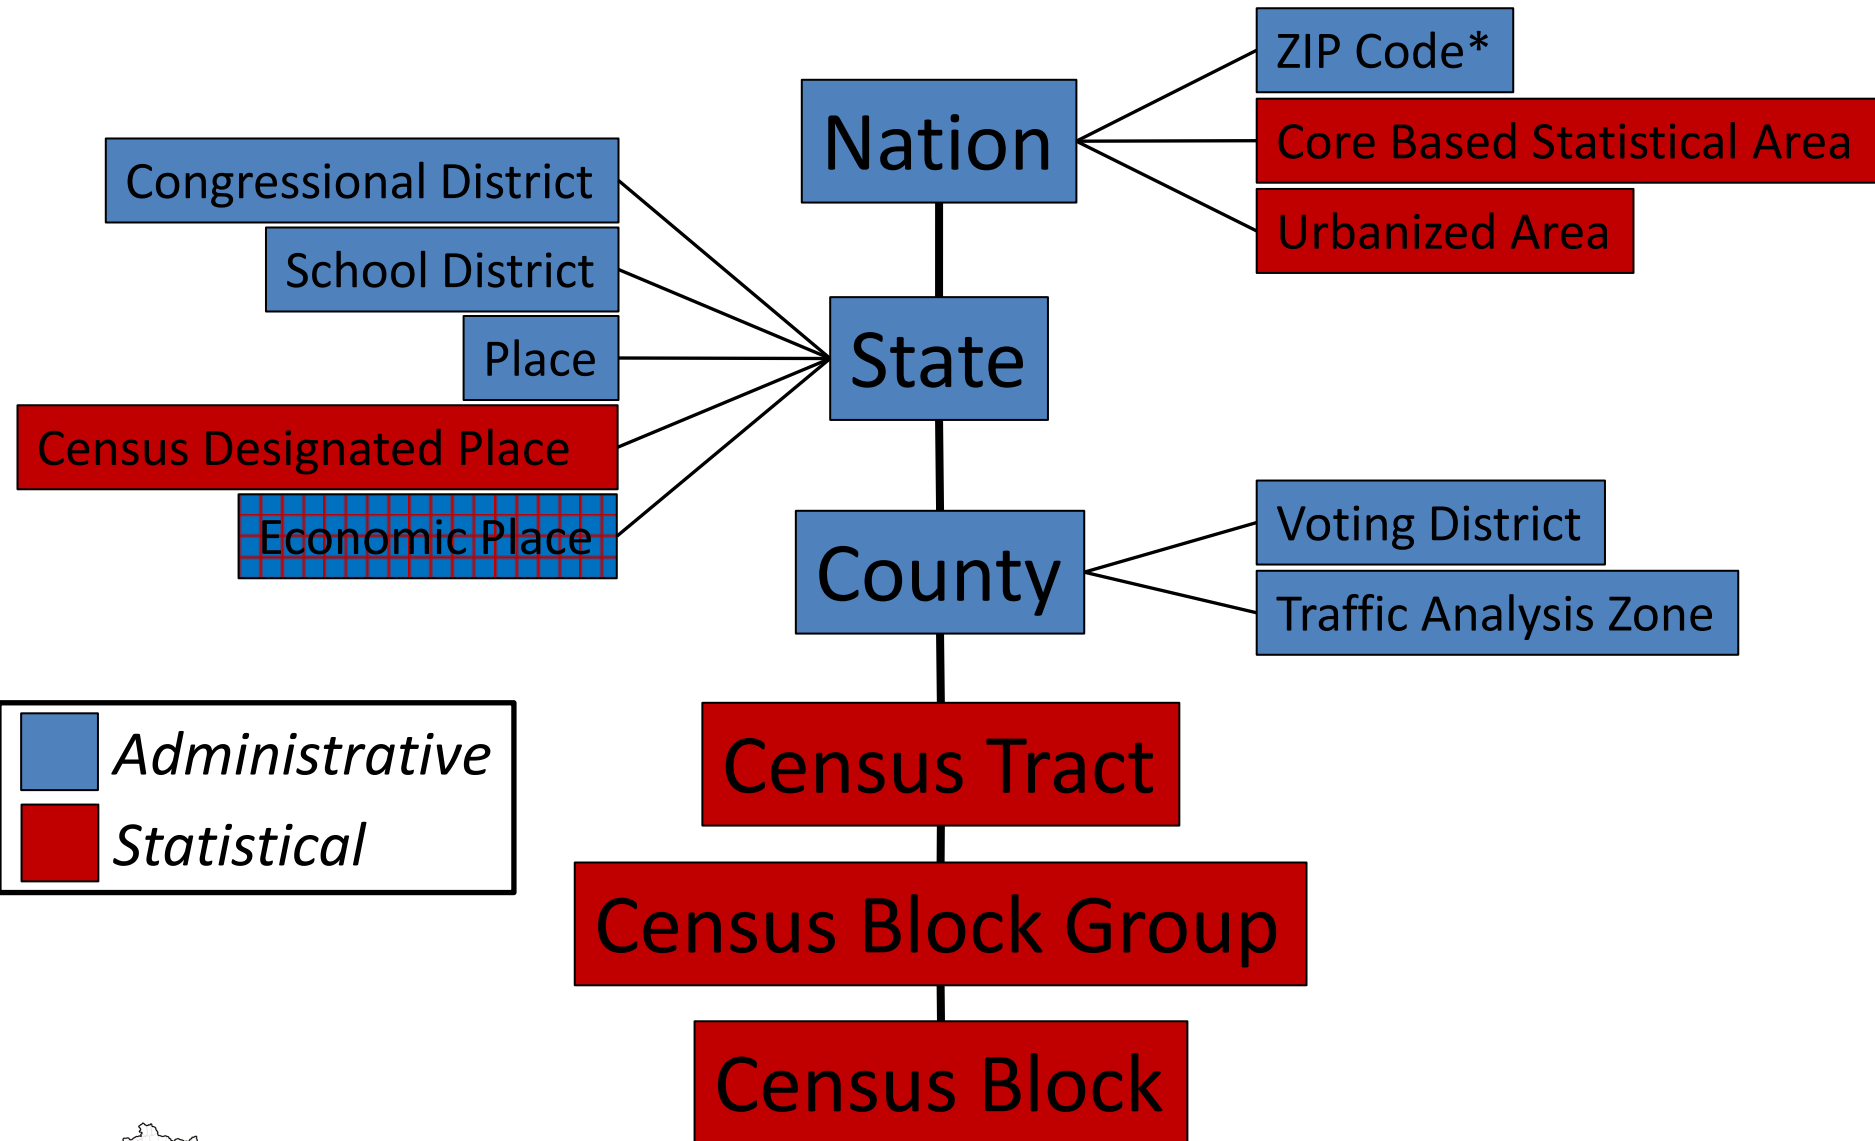 ZIP Code*
Nation
Core Based Statistical Area
Congressional District
Urbanized Area
School District
State
Place
Census Designated Place
Economic Place
Voting District
County
Traffic Analysis Zone
Administrative
Census Tract
Statistical
Census Block Group
Census Block